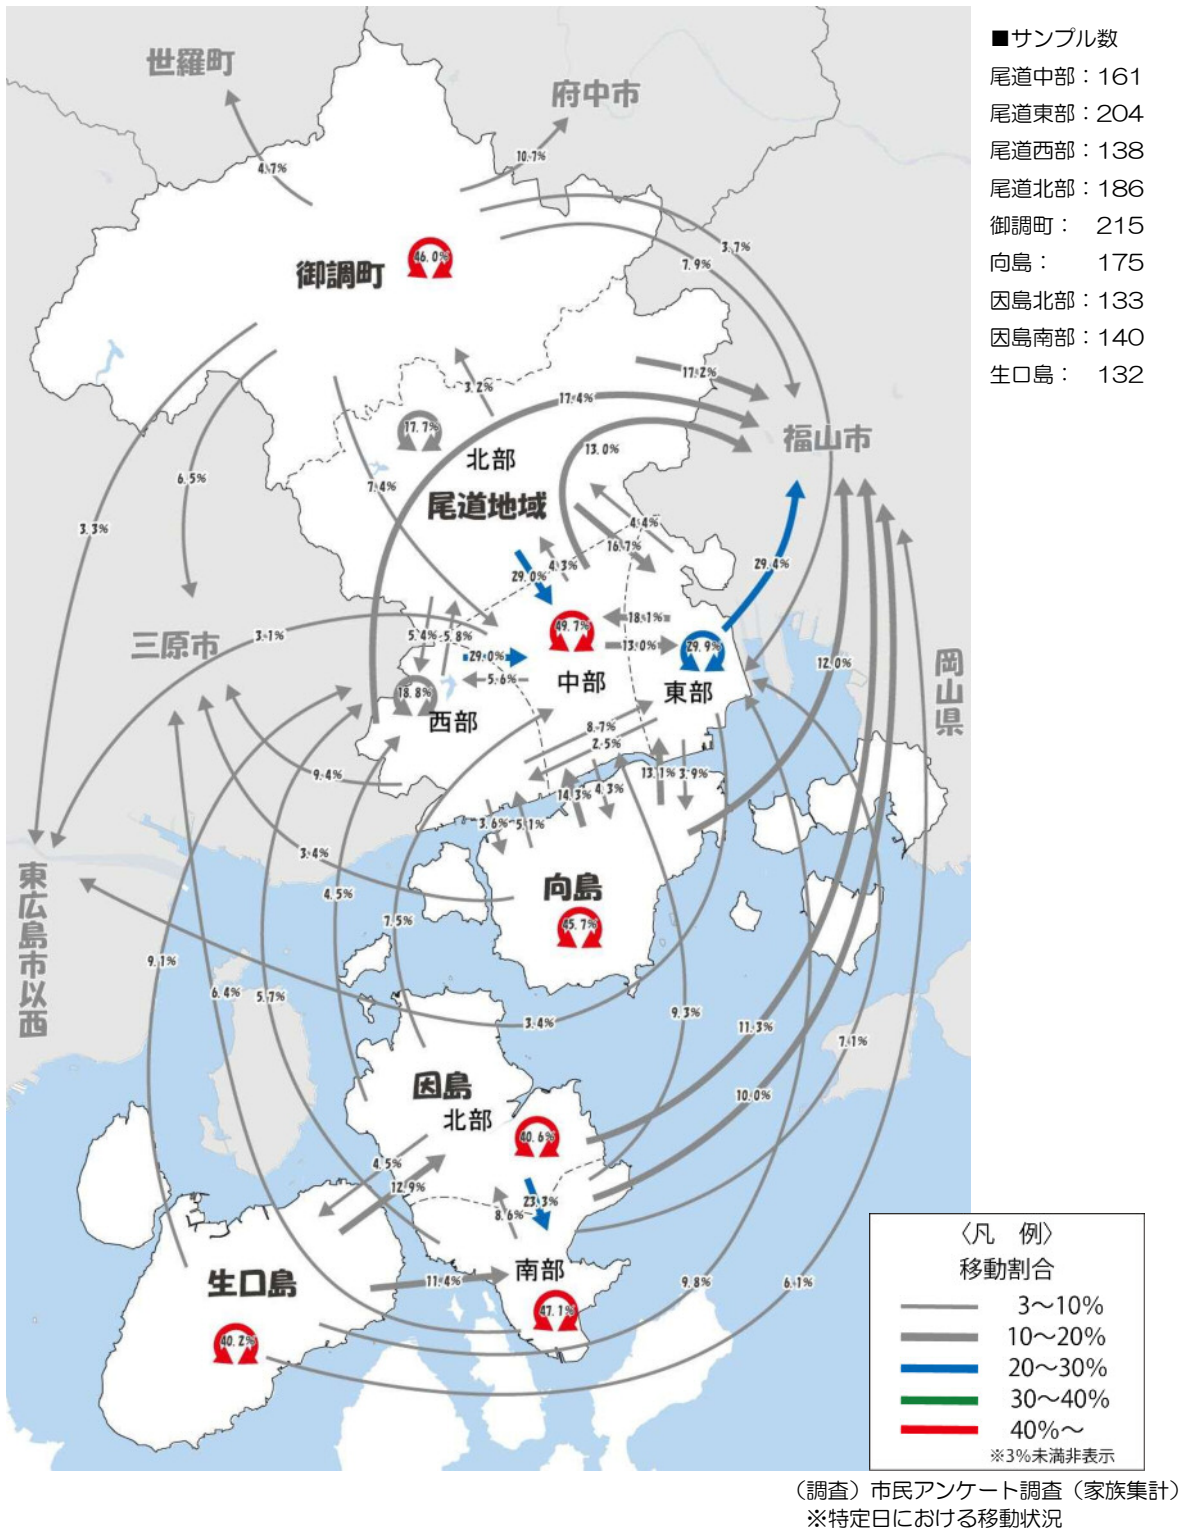 世羅町
府中市
4.7%
10.7%
3.7%
7.9%
46.0%
御調町
17.2%
3.2%
17.4%
17.7%
13.0%
福山市
北部
6.5%
7.4%
尾道地域
3.3%
4.4%
16.7%
4.3%
29.0%
29.4%
3.1%
三原市
5.4%
5.8%
49.7%
18.1%
13.0%
29.9%
29.0%
5.6%
中部
東部
12.0%
岡山県
18.8%
西部
8.7%
2.5%
9.4%
14.3%
4.3%
13.1%
3.9%
3.6%
5.1%
3.4%
向島
東広島市以西
4.5%
7.5%
45.7%
9.1%
6.4%
5.7%
9.3%
3.4%
11.3%
7.1%
因島
北部
10.0%
40.6%
4.5%
12.9%
23.3%
8.6%
生口島
11.4%
南部
9.8%
6.1%
47.1%
40.2%
■サンプル数
尾道中部：161
尾道東部：204
尾道西部：138
尾道北部：186
御調町：　215
向島：　　175
因島北部：133
因島南部：140
生口島：　132
〈凡　例〉
移動割合
3〜10%
10〜20%
20〜30%
30〜40%
40%〜
※3%未満非表示
（調査）市民アンケート調査（家族集計）
※特定日における移動状況